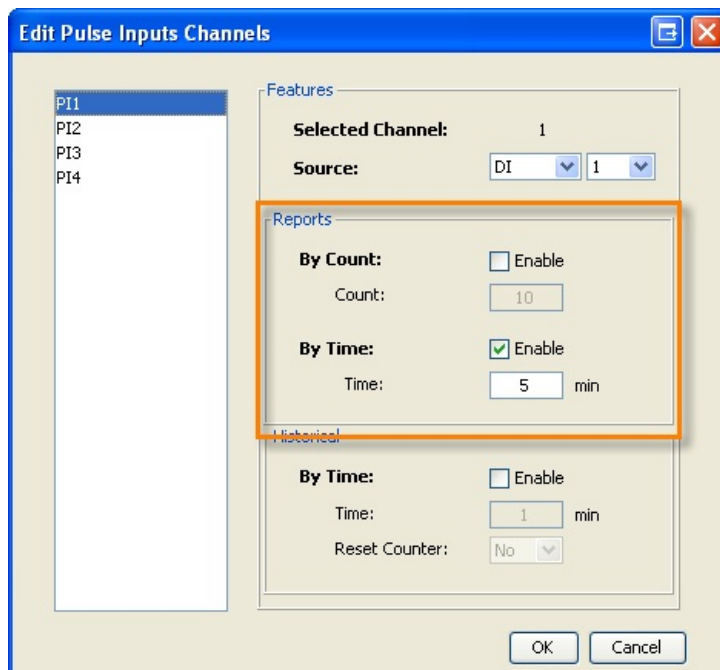 Edit Pulse Inputs Channels
PI1
PI2
PI3
PI4
Features
Selected Channel: 1
Source: DI 1
Reports
By Count: Enable
Count: 10
By Time: Enable
Time: 5 min
Historical
By Time: Enable
Time: 1 min
Reset Counter: No
OK Cancel